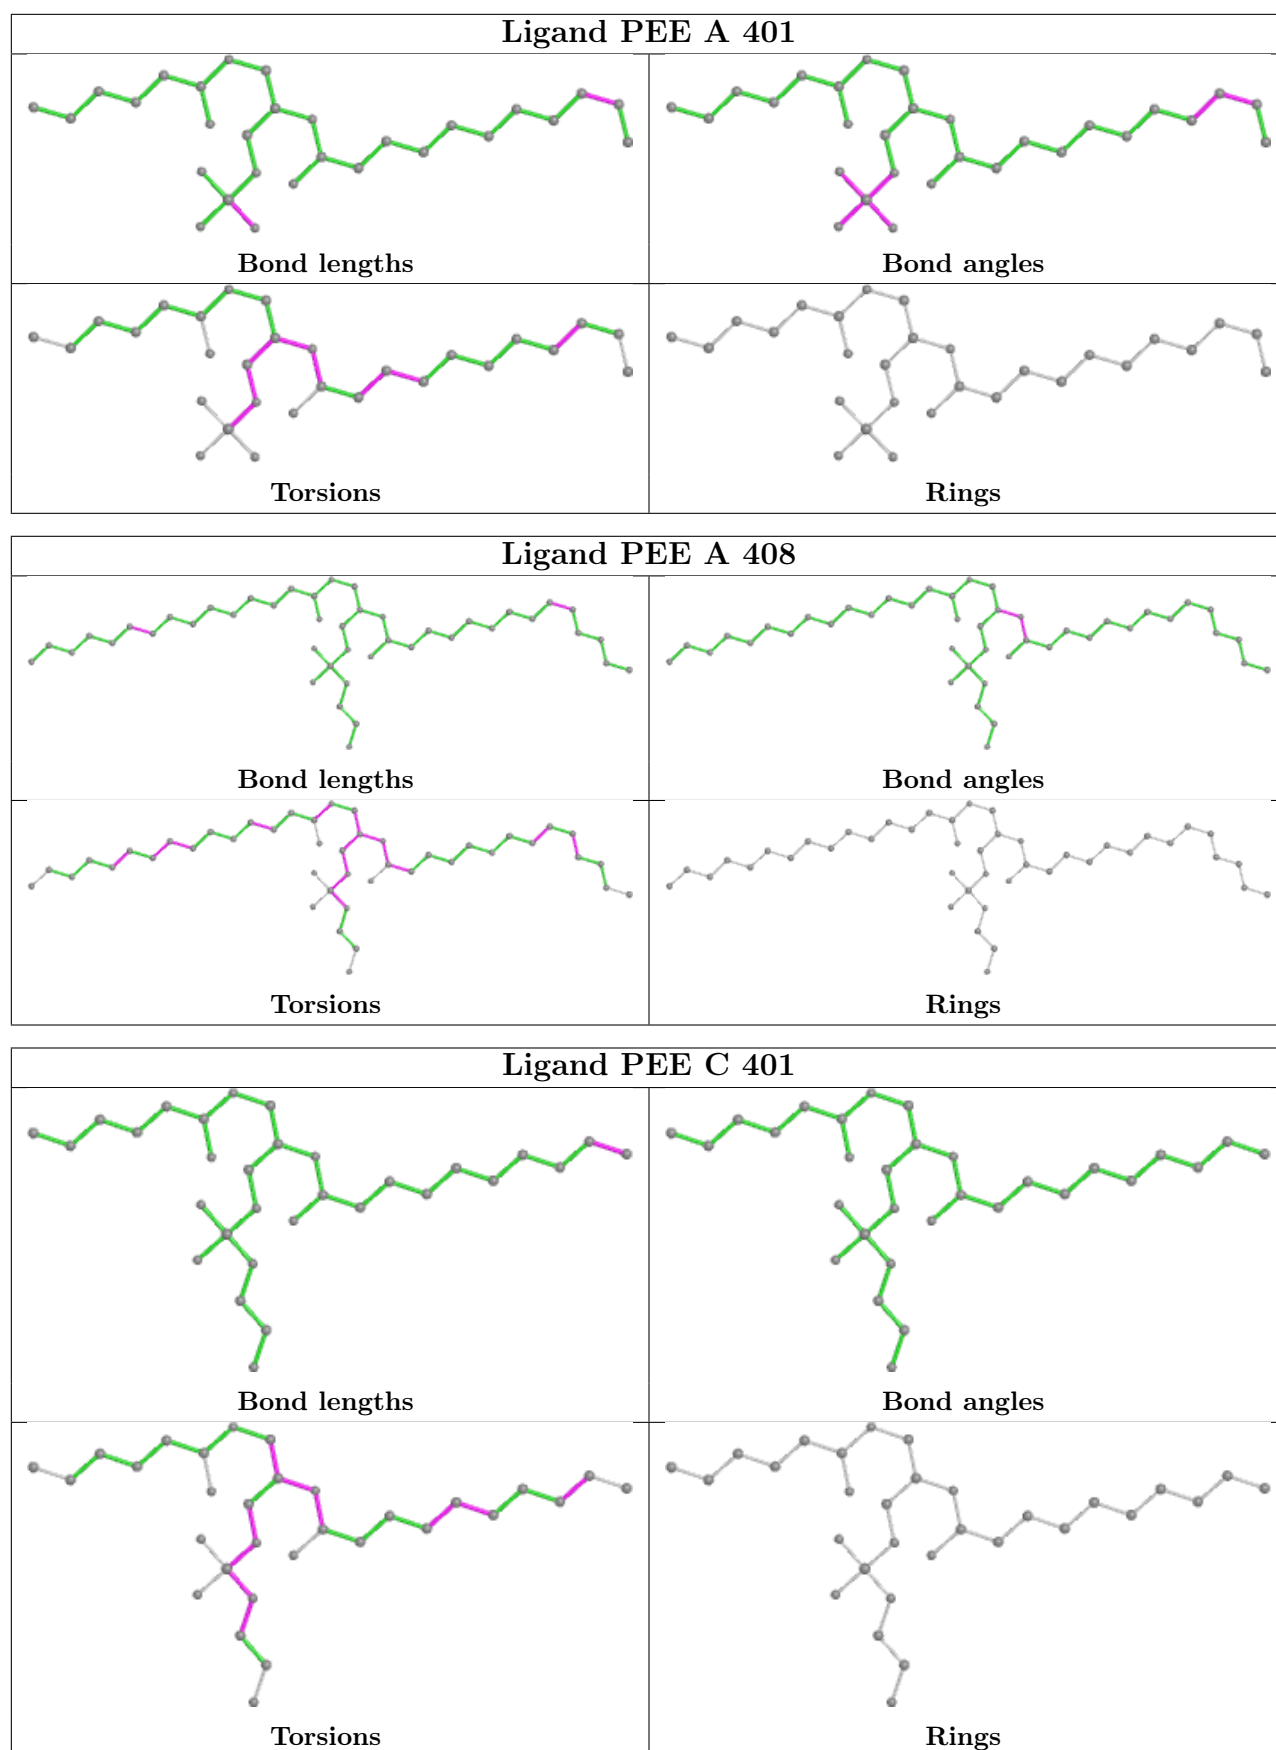 Ligand PEE A 401
Bond lengths
Bond angles
Torsions
Rings
Ligand PEE A 408
Bond lengths
Bond angles
Torsions
Rings
Ligand PEE C 401
Bond lengths
Bond angles
Torsions
Rings